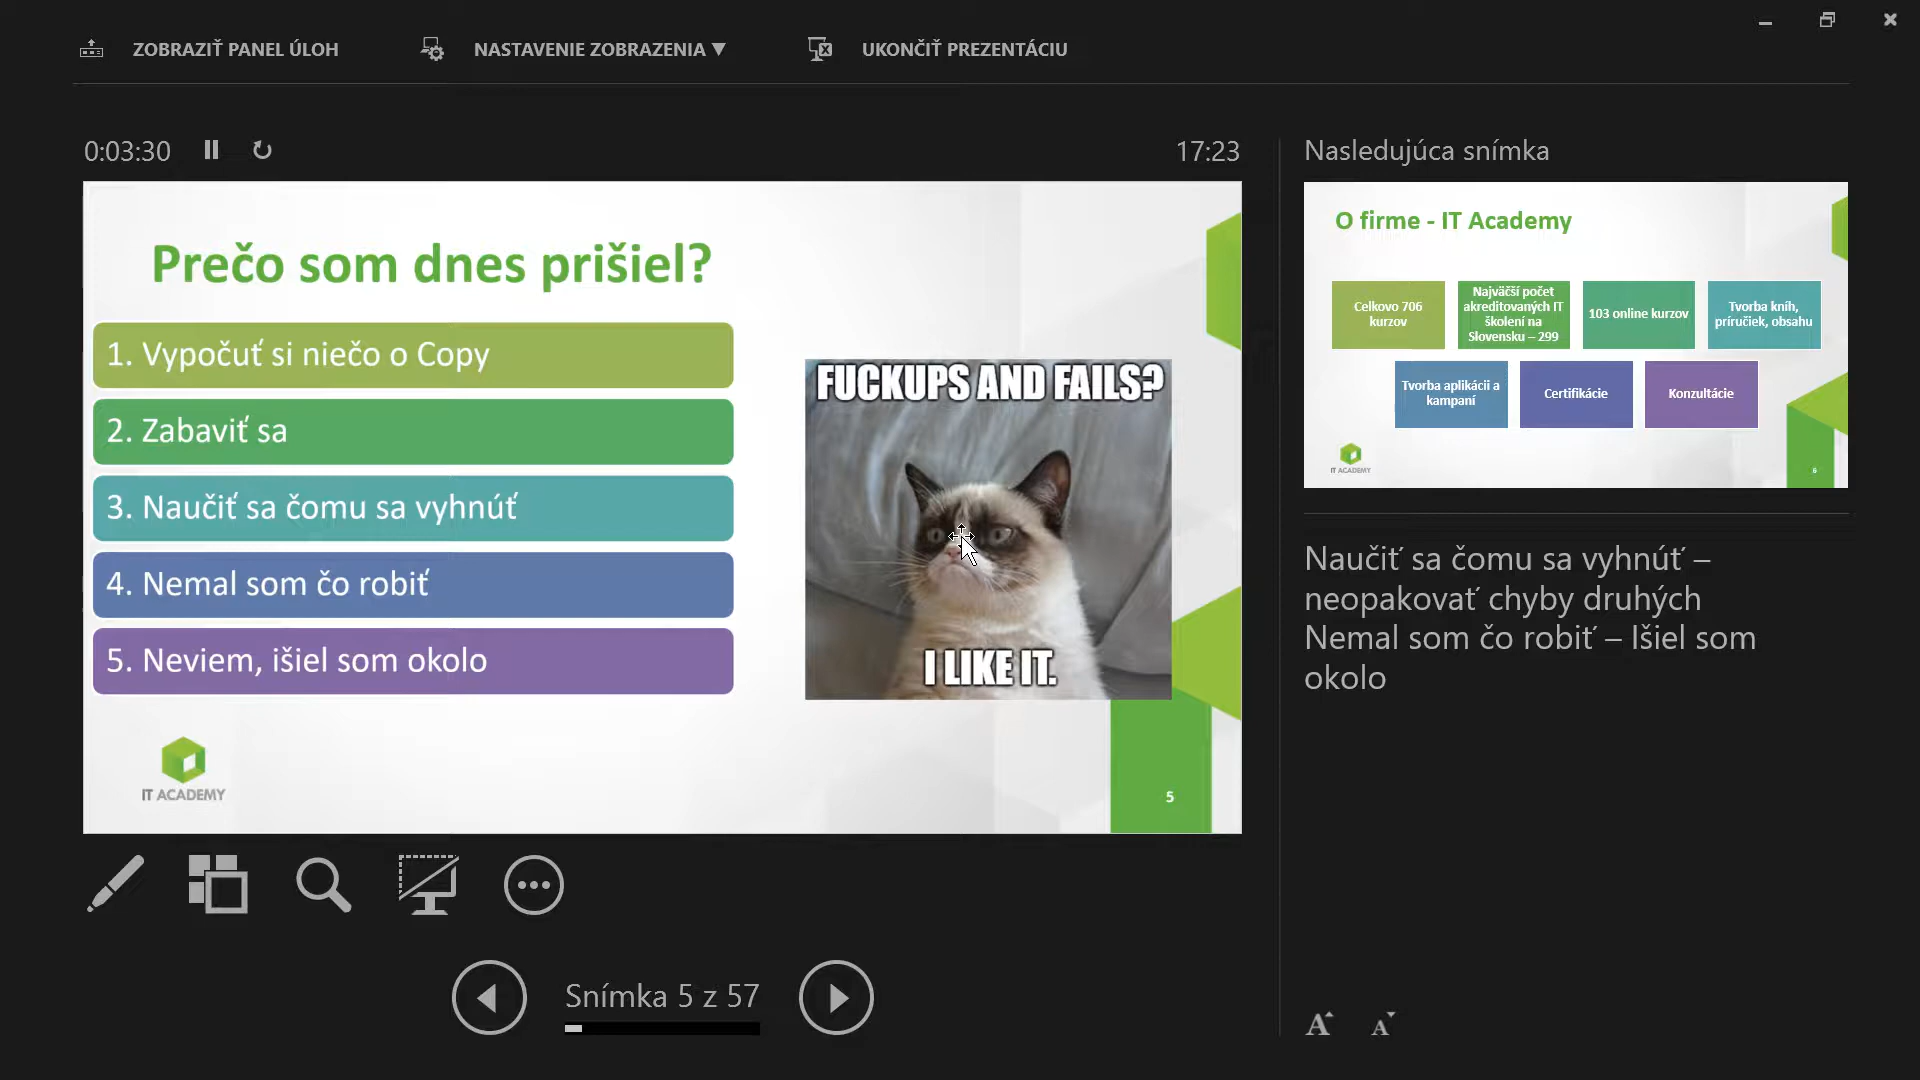 ZOBRAZIŤ PANEL ÚLOH
NASTAVENIE ZOBRAZENIA ▼
UKONČIŤ PREZENTÁCIU
0:03:30
17:23
Prečo som dnes prišiel?
1. Vypočuť si niečo o Copy
2. Zabaviť sa
3. Naučiť sa čomu sa vyhnúť
4. Nemal som čo robiť
5. Neviem, išiel som okolo
FUCKUPS AND FAILS?
I LIKE IT.
IT ACADEMY
5
Snímka 5 z 57
Nasledujúca snímka
O firme - IT Academy
Celkovo 706
kurzov
Najväčší počet
akreditovaných IT
školení na
Slovensku – 299
103 online kurzov
Tvorba kníh,
príručiek, obsahu
Tvorba aplikácii a
kampaní
Certifikácie
Konzultácie
IT ACADEMY
6
Naučiť sa čomu sa vyhnúť –
neopakovať chyby druhých
Nemal som čo robiť – Išiel som
okolo
A A